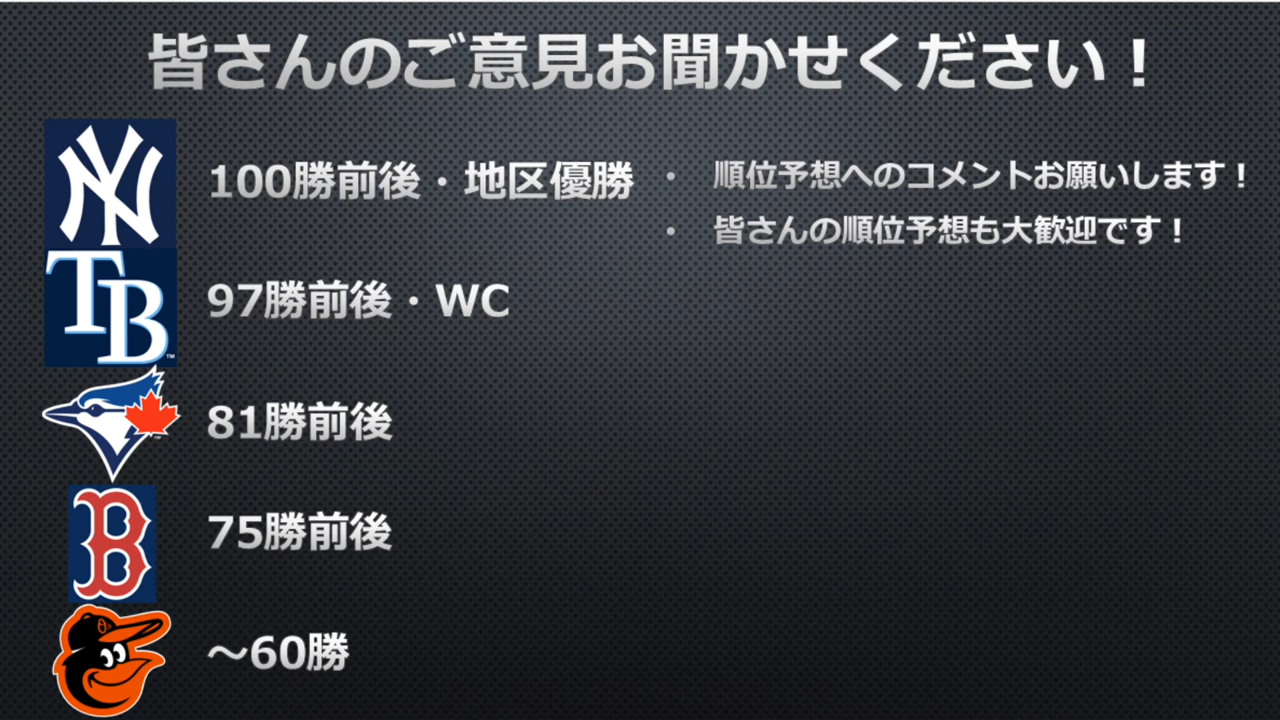 皆さんのご意見お聞かせください！
NY
100勝前後・地区優勝
TB™
97勝前後・WC
81勝前後
B
75勝前後
～60勝
・ 順位予想へのコメントお願いします！
・ 皆さんの順位予想も大歓迎です！